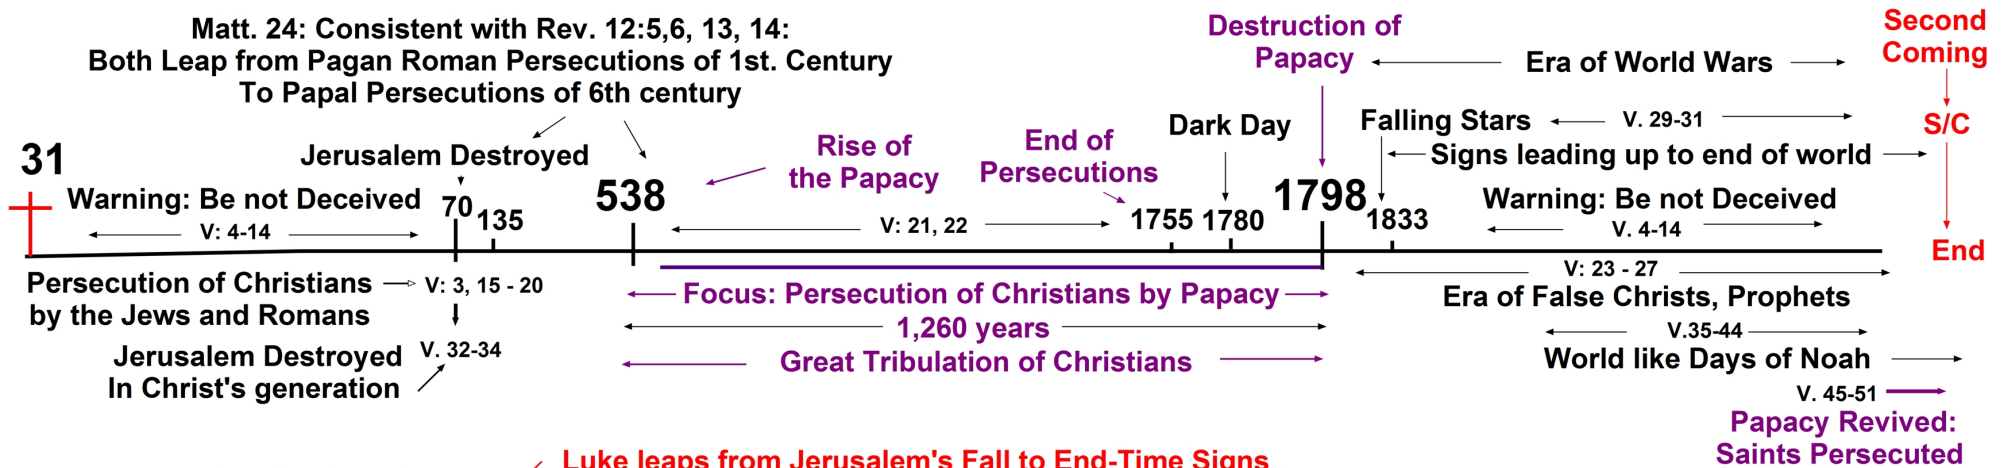 Matt. 24: Consistent with Rev. 12:5,6, 13, 14:
Both Leap from Pagan Roman Persecutions of 1st. Century
To Papal Persecutions of 6th century
Destruction of
Papacy
Era of World Wars
Second
Coming
Dark Day
Falling Stars
V. 29-31
S/C
31
Jerusalem Destroyed
Rise of
the Papacy
End of
Persecutions
Signs leading up to end of world
Warning: Be not Deceived
70
135
538
1755
1780
1798
1833
Warning: Be not Deceived
V: 4-14
V: 21, 22
V. 4-14
End
Persecution of Christians
by the Jews and Romans
V: 3, 15 - 20
Focus: Persecution of Christians by Papacy
1,260 years
Great Tribulation of Christians
V: 23 - 27
Era of False Christs, Prophets
V.35-44
World like Days of Noah
Jerusalem Destroyed
In Christ's generation
V. 32-34
V. 45-51
Papacy Revived:
Saints Persecuted
Luke leaps from Jerusalem's Fall to End-Time Signs